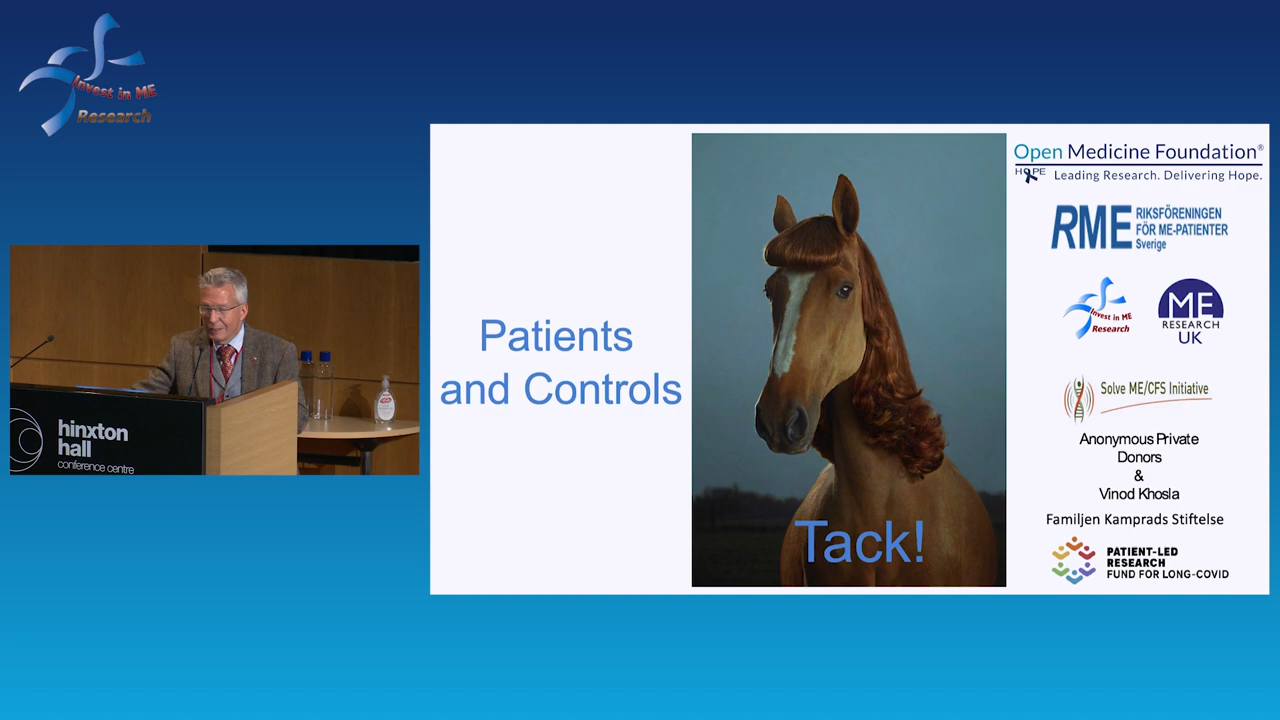 Invest in ME
Research
hinxton
hall
conference centre
Patients
and Controls
Tack!
Open Medicine Foundation®
HOPE
Leading Research. Delivering Hope.
RME
RIKSFÖRENINGEN
FÖR ME-PATIENTER
Sverige
Invest in ME
Research
ME
RESEARCH
UK
Solve ME/CFS Initiative
Anonymous Private
Donors
&
Vinod Khosla
Familjen Kamprads Stiftelse
PATIENT-LED
RESEARCH
FUND FOR LONG-COVID